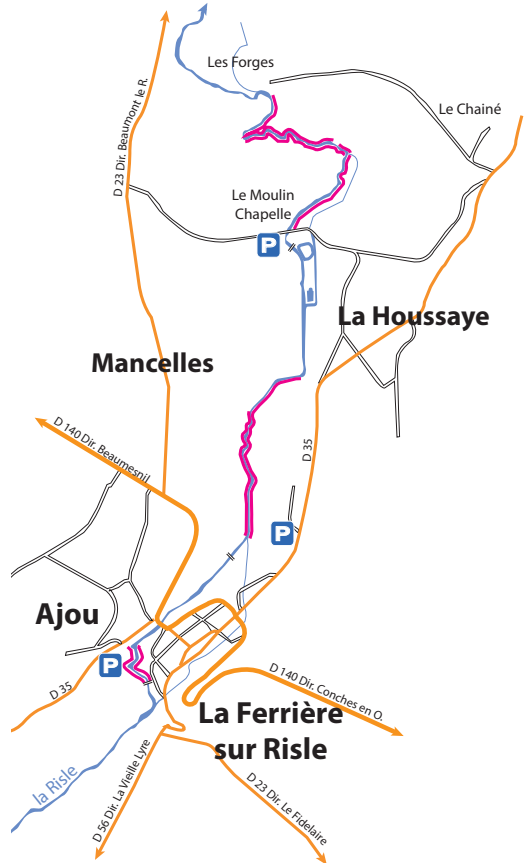 Les Forges
Le Chainé
D 23 Dir. Beaumont le R.
Le Moulin
Chapelle
P
La Houssaye
Mancelles
D 140 Dir. Beaumesnil
D 35
P
Ajou
P
D 35
D 140 Dir. Conches en O.
La Ferrière
sur Risle
la Risle
D 56 Dir. La Vieille Lyre
D 23 Dir. Le Fidelaire